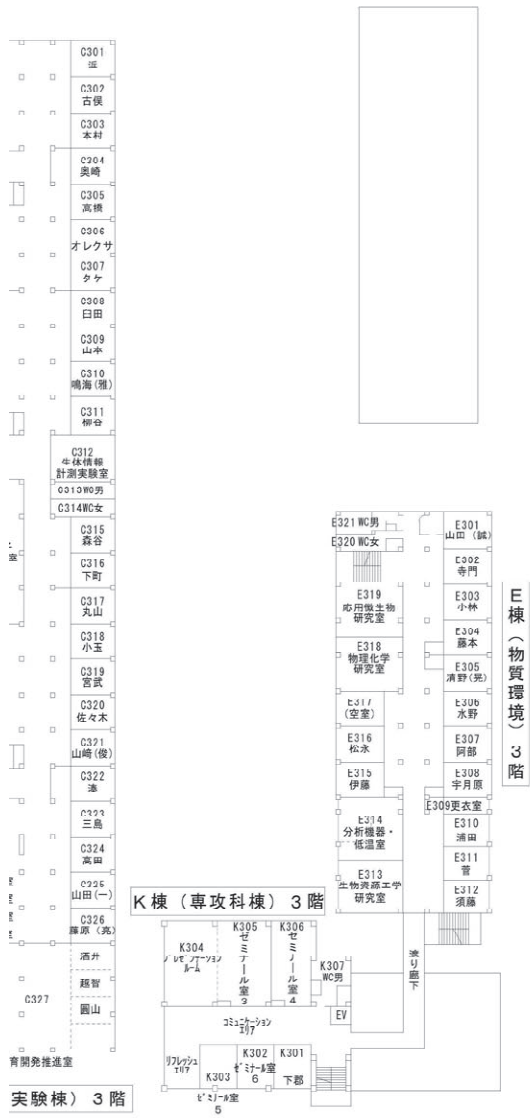 C301
C302
古俣
C303
本村
C304
奥崎
C305
高橋
C306
オレクサ
C307
タケ
C308
臼田
C309
山本
C310
鳴海(雅)
C311
柳谷
C312
生体情報
計測実験室
C313WC男
C314WC女
C315
森谷
C316
下町
C317
丸山
C318
小玉
C319
宮武
C320
佐々木
C321
山﨑(俊)
C322
湊
C323
三島
C324
高田
C325
山田(一)
C326
藤原(亮)
酒井
越智
圓山
C327
育開発推進室
実験棟) 3階
K棟(専攻科棟) 3階
K304
プレゼンテーション
ルーム
K305
ゼミナール室3
K306
ゼミナール室4
K307
WC男
EV
コミュニケーション
エリア
リフレッシュ
エリア
K303
ゼミナール室
5
K302
ゼミナール室
6
K301
下郡
渡り廊下
E321 WC男
E320 WC女
E319
応用微生物
研究室
E318
物理化学
研究室
E317
(空室)
E316
松永
E315
伊藤
E314
分析機器・
低温室
E313
生物資源工学
研究室
E301
山田(誠)
E302
寺門
E303
小林
E304
藤本
E305
清野(晃)
E306
水野
E307
阿部
E308
宇月原
E309更衣室
E310
浦田
E311
菅
E312
須藤
E棟(物質環境) 3階